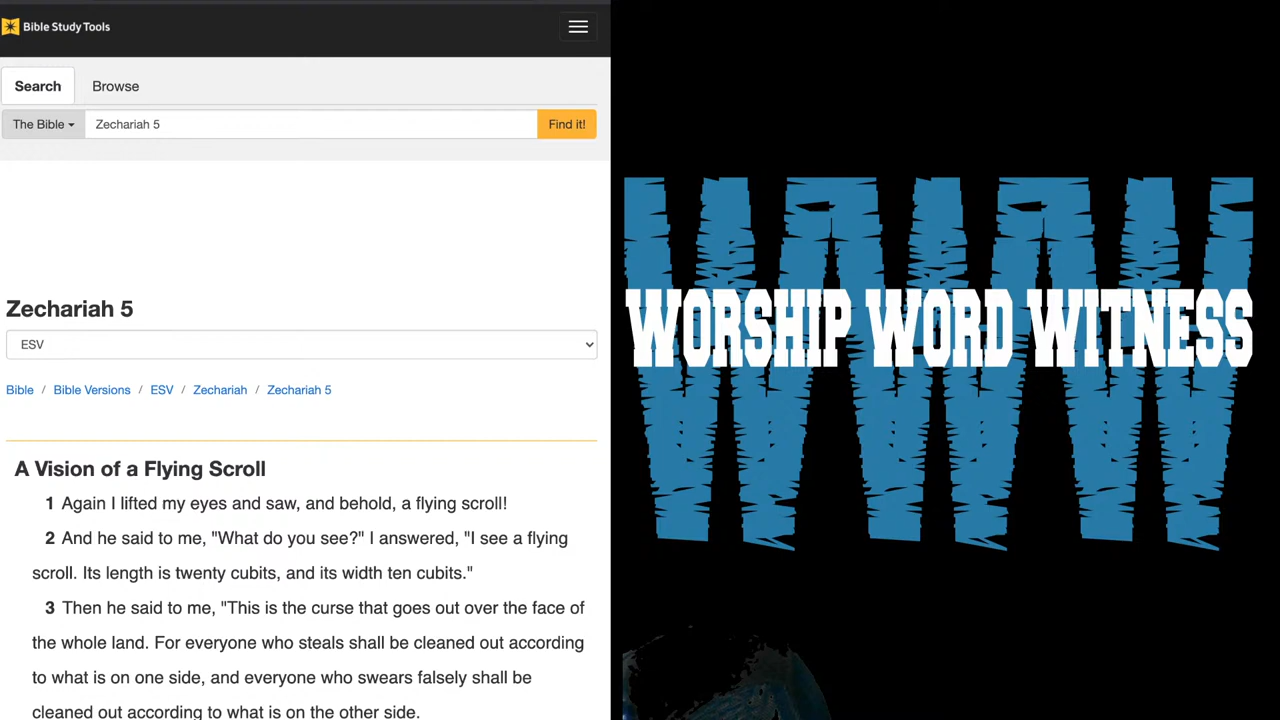 Bible Study Tools
Search Browse
The Bible Zechariah 5 Find it!
Zechariah 5
ESV
Bible / Bible Versions / ESV / Zechariah / Zechariah 5
A Vision of a Flying Scroll
1 Again I lifted my eyes and saw, and behold, a flying scroll!
2 And he said to me, "What do you see?" I answered, "I see a flying
scroll. Its length is twenty cubits, and its width ten cubits."
3 Then he said to me, "This is the curse that goes out over the face of
the whole land. For everyone who steals shall be cleaned out according
to what is on one side, and everyone who swears falsely shall be
cleaned out according to what is on the other side.
WWW
WORSHIP WORD WITNESS